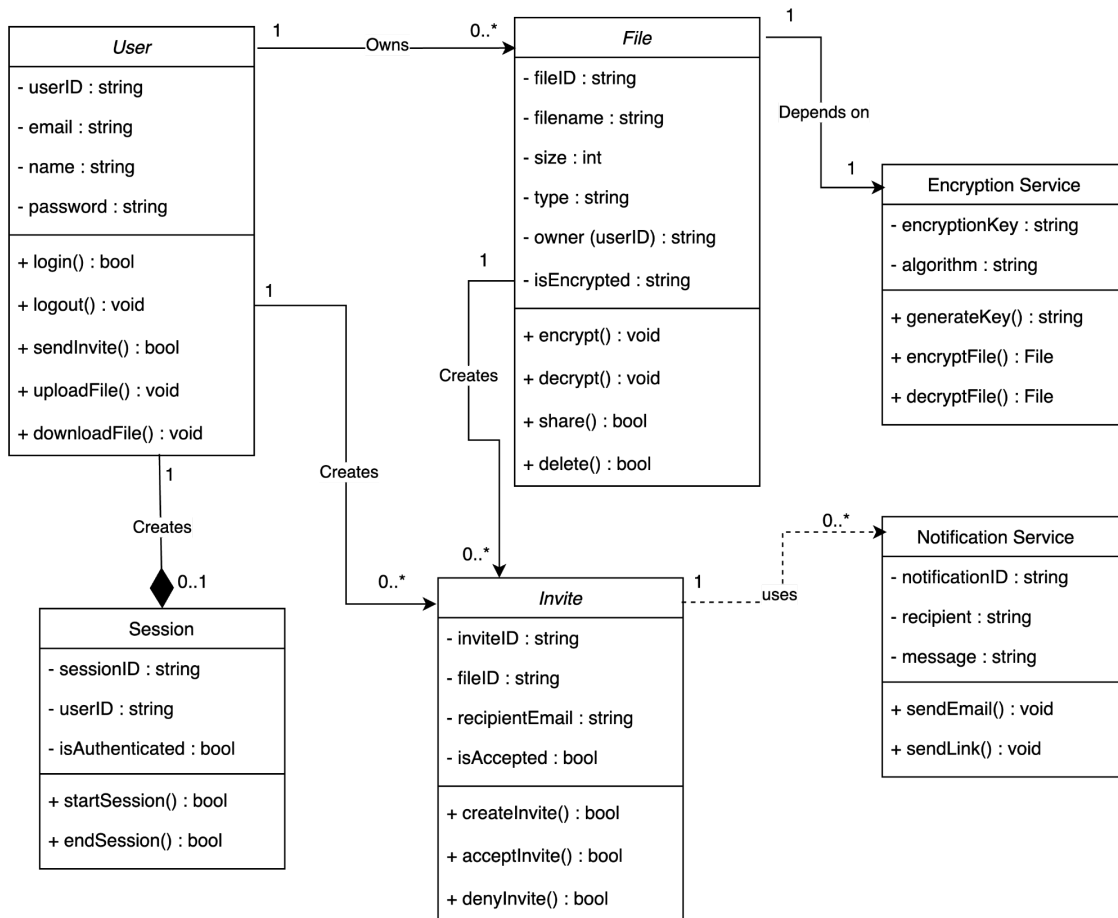 User
- userID : string
- email : string
- name : string
- password : string
+ login() : bool
+ logout() : void
+ sendInvite() : bool
+ uploadFile() : void
+ downloadFile() : void
1
Owns
0..*
File
- fileID : string
- filename : string
- size : int
- type : string
- owner (userID) : string
- isEncrypted : string
+ encrypt() : void
+ decrypt() : void
+ share() : bool
+ delete() : bool
1
Depends on
1
Encryption Service
- encryptionKey : string
- algorithm : string
+ generateKey() : string
+ encryptFile() : File
+ decryptFile() : File
1
Creates
0..*
1
Creates
0..*
1
Creates
0..1
Session
- sessionID : string
- userID : string
- isAuthenticated : bool
+ startSession() : bool
+ endSession() : bool
Invite
- inviteID : string
- fileID : string
- recipientEmail : string
- isAccepted : bool
+ createInvite() : bool
+ acceptInvite() : bool
+ denyInvite() : bool
1
uses
0..*
Notification Service
- notificationID : string
- recipient : string
- message : string
+ sendEmail() : void
+ sendLink() : void